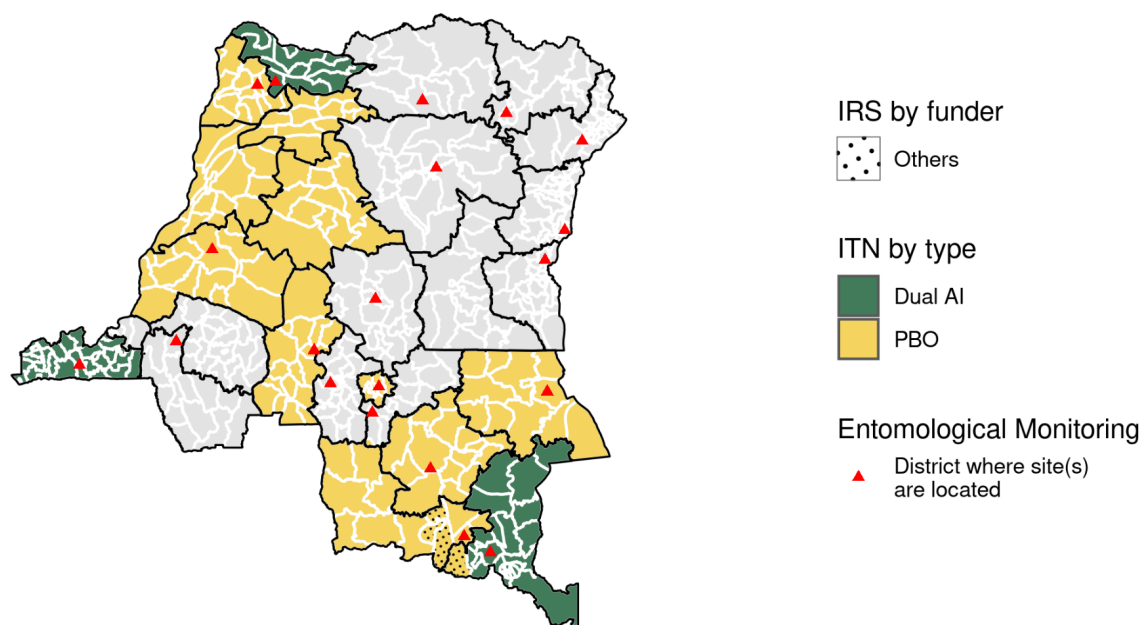 IRS by funder
Others
ITN by type
Dual AI
PBO
Entomological Monitoring
District where site(s)
are located